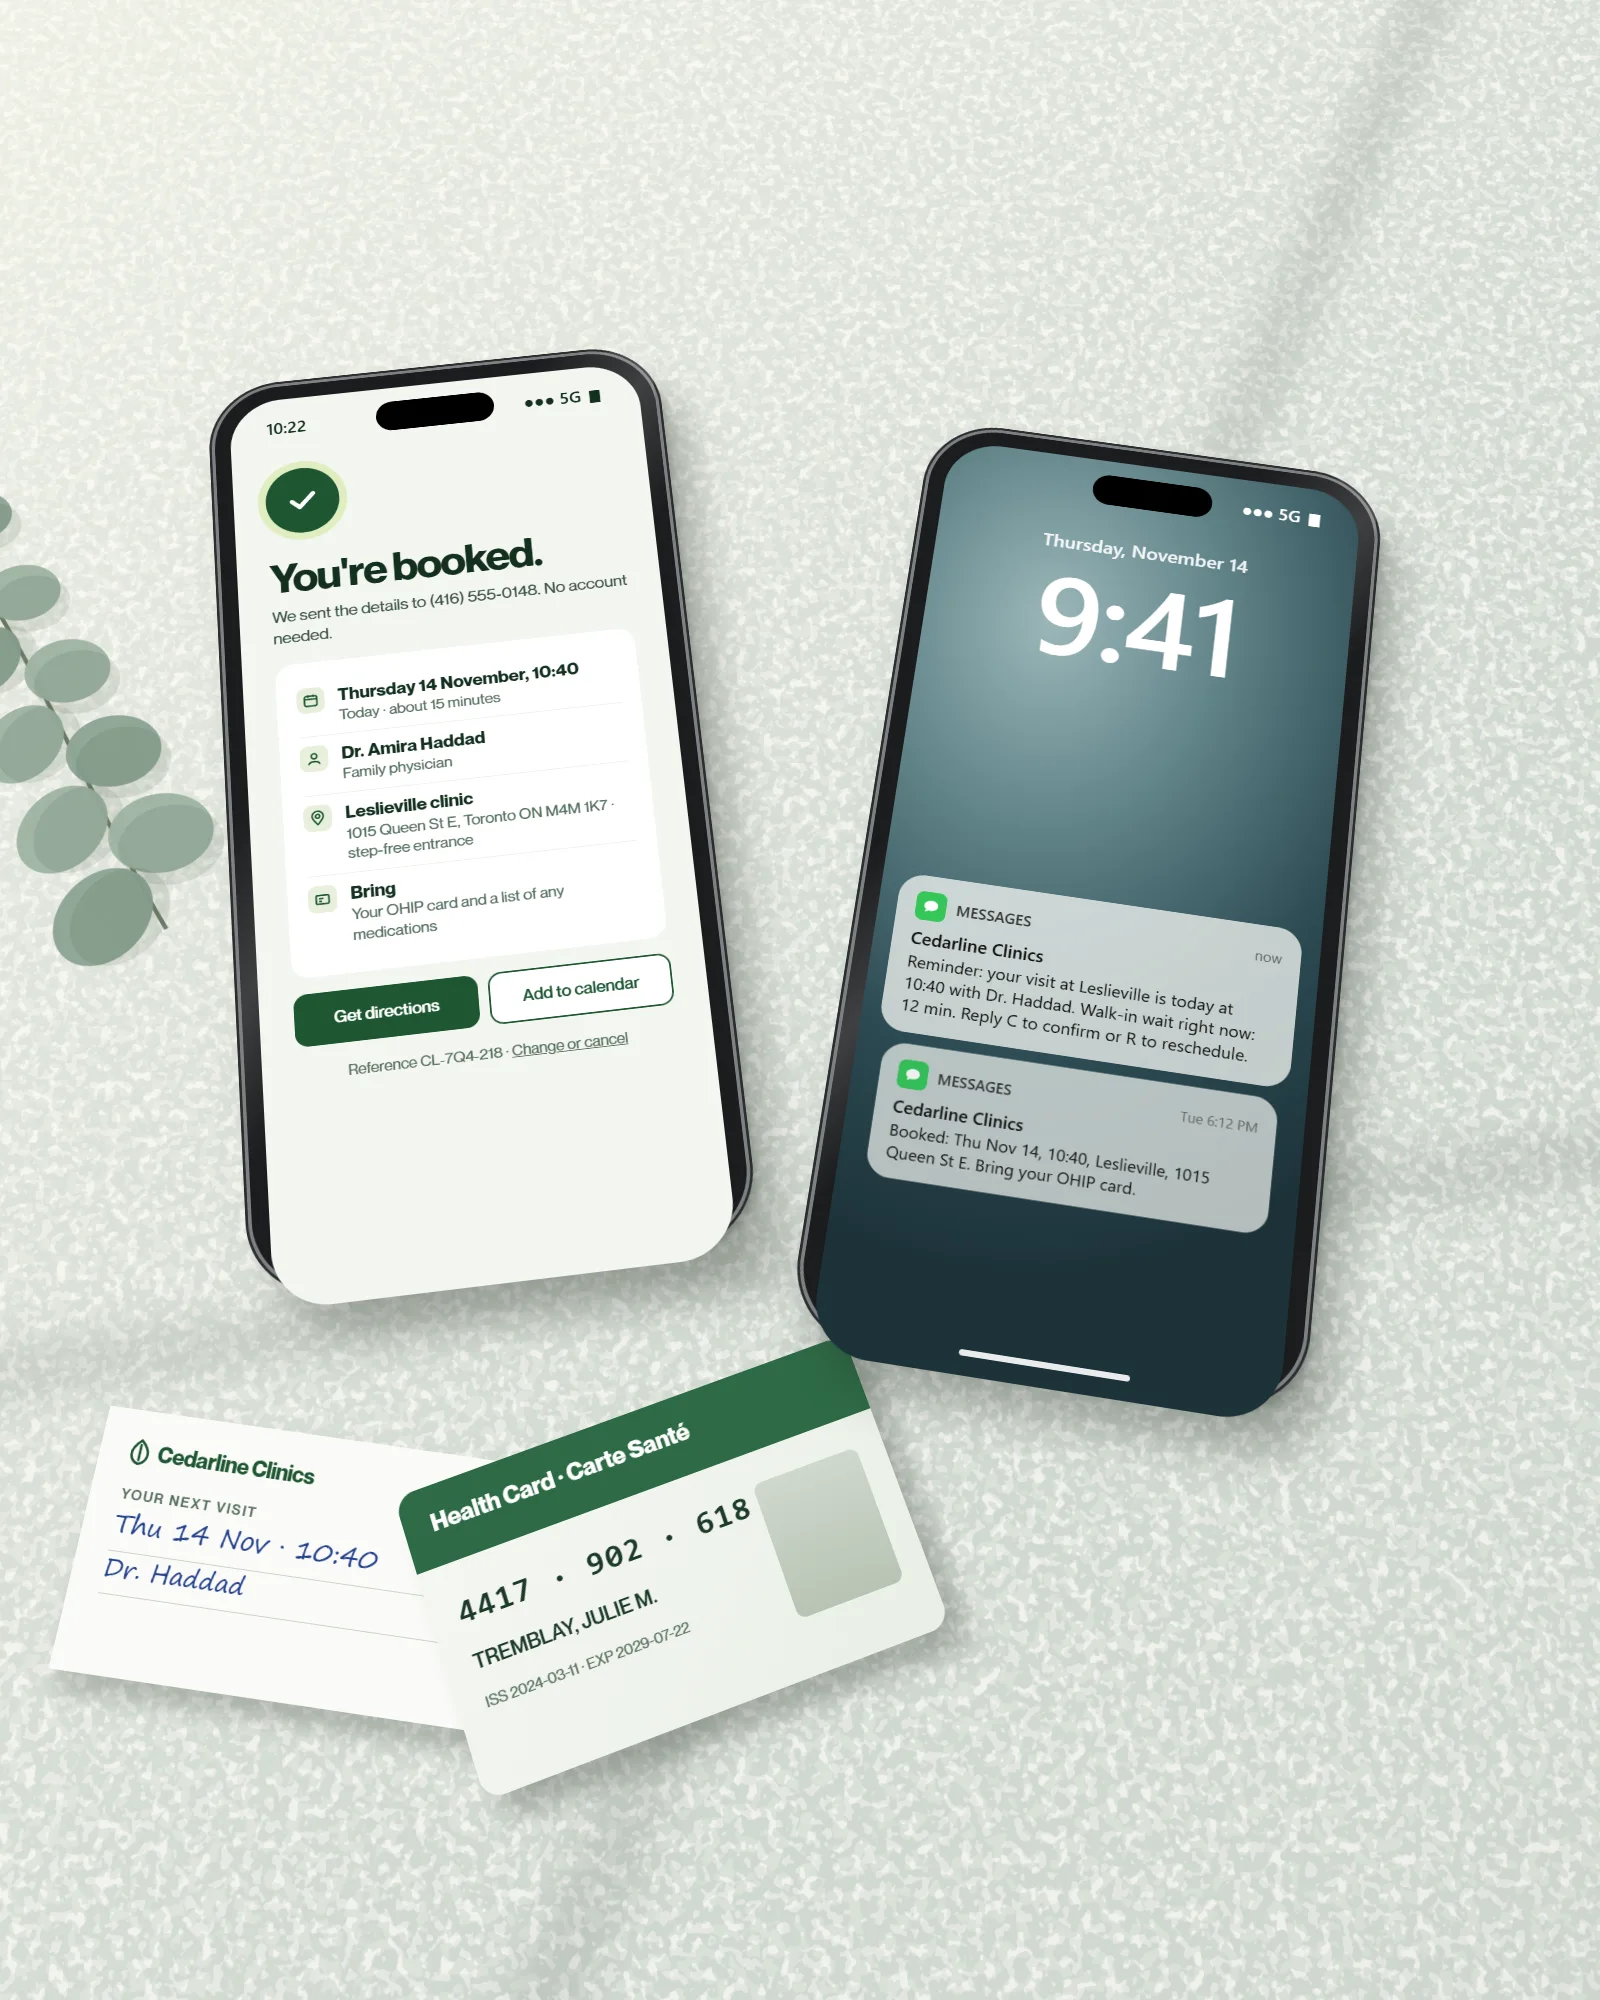 10:22
5G
You're booked.
We sent the details to (416) 555-0148. No account
needed.
Thursday 14 November, 10:40
Today · about 15 minutes
Dr. Amira Haddad
Family physician
Leslieville clinic
1015 Queen St E, Toronto ON M4M 1K7 ·
step-free entrance
Bring
Your OHIP card and a list of any
medications
Get directions
Add to calendar
Reference CL-7Q4-218 · Change or cancel
5G
Thursday, November 14
9:41
MESSAGES
now
Cedarline Clinics
Reminder: your visit at Leslieville is today at
10:40 with Dr. Haddad. Walk-in wait right now:
12 min. Reply C to confirm or R to reschedule.
MESSAGES
Tue 6:12 PM
Cedarline Clinics
Booked: Thu Nov 14, 10:40, Leslieville, 1015
Queen St E. Bring your OHIP card.
Cedarline Clinics
YOUR NEXT VISIT
Thu 14 Nov · 10:40
Dr. Haddad
Health Card · Carte Santé
4417 · 902 · 618
TREMBLAY, JULIE M.
ISS 2024-03-11 · EXP 2029-07-22